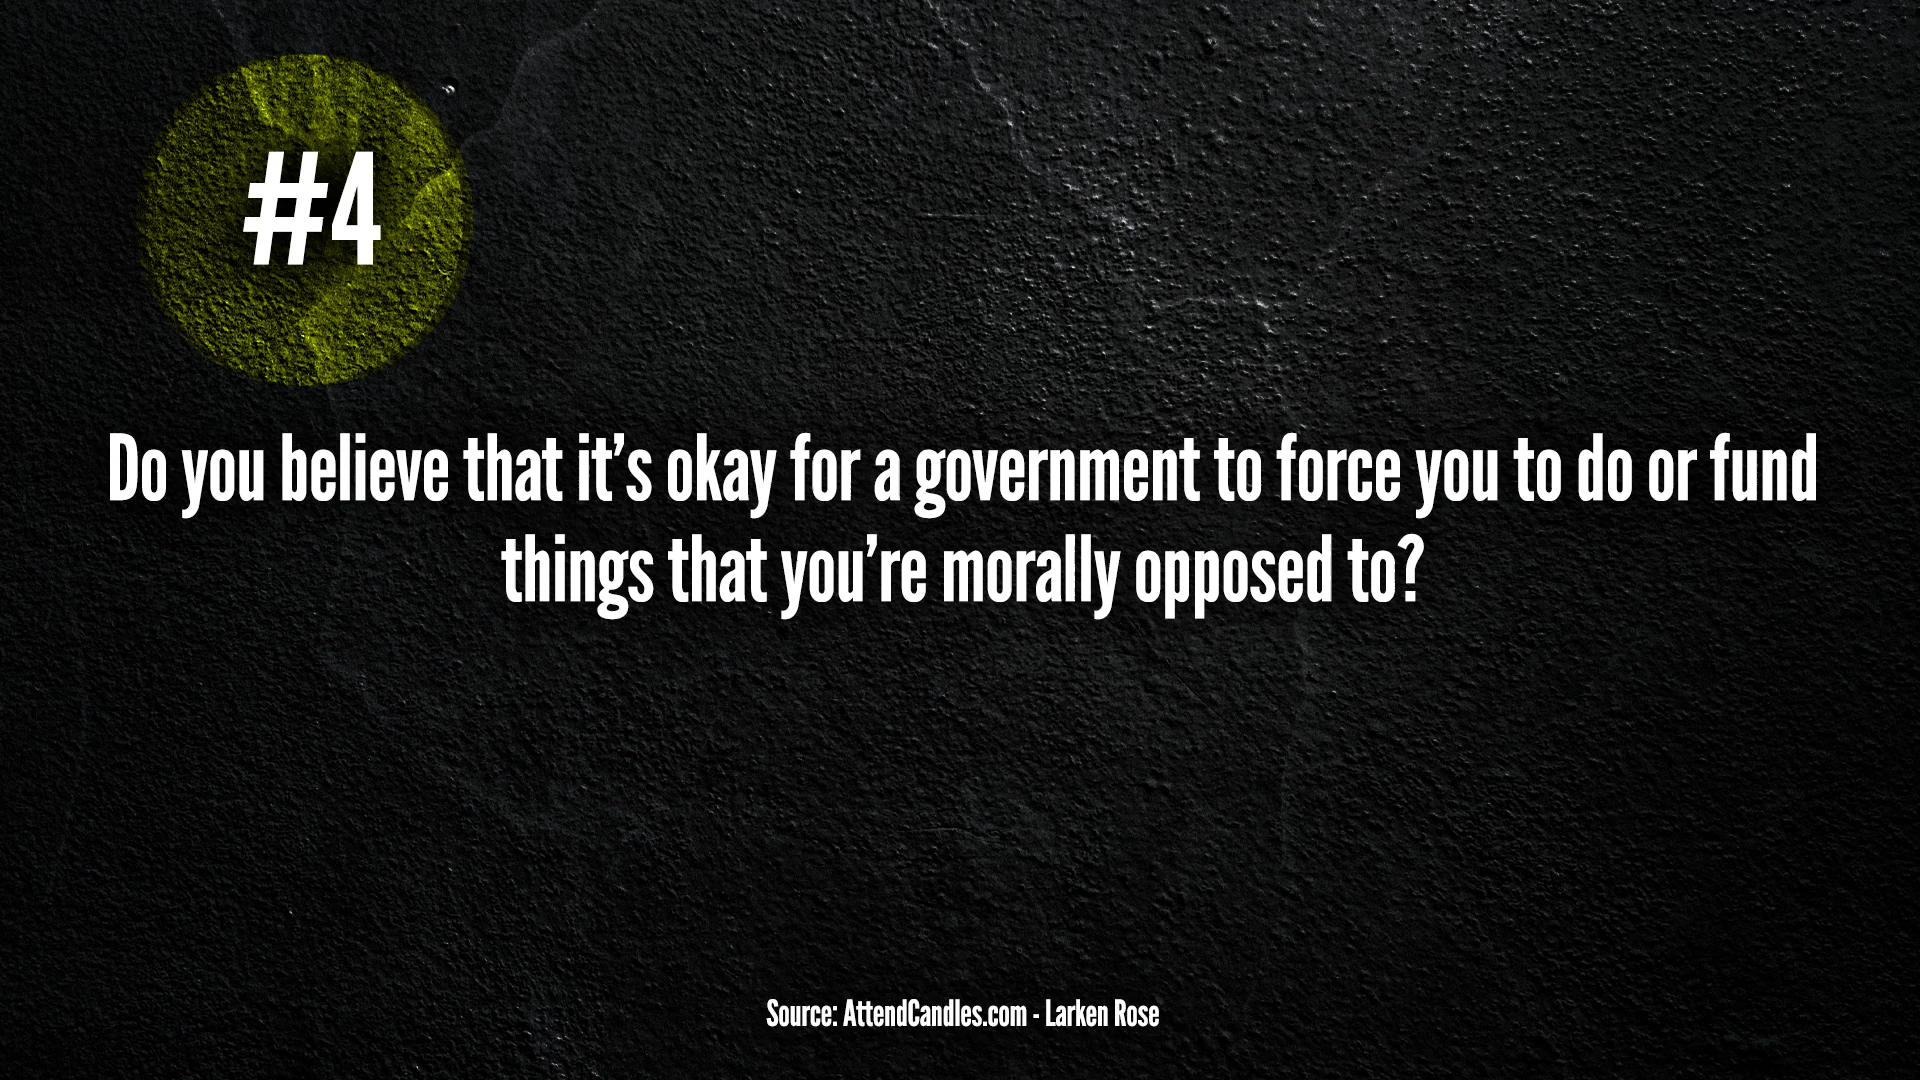 #4
Do you believe that it’s okay for a government to force you to do or fund
things that you’re morally opposed to?
Source: AttendCandles.com - Larken Rose